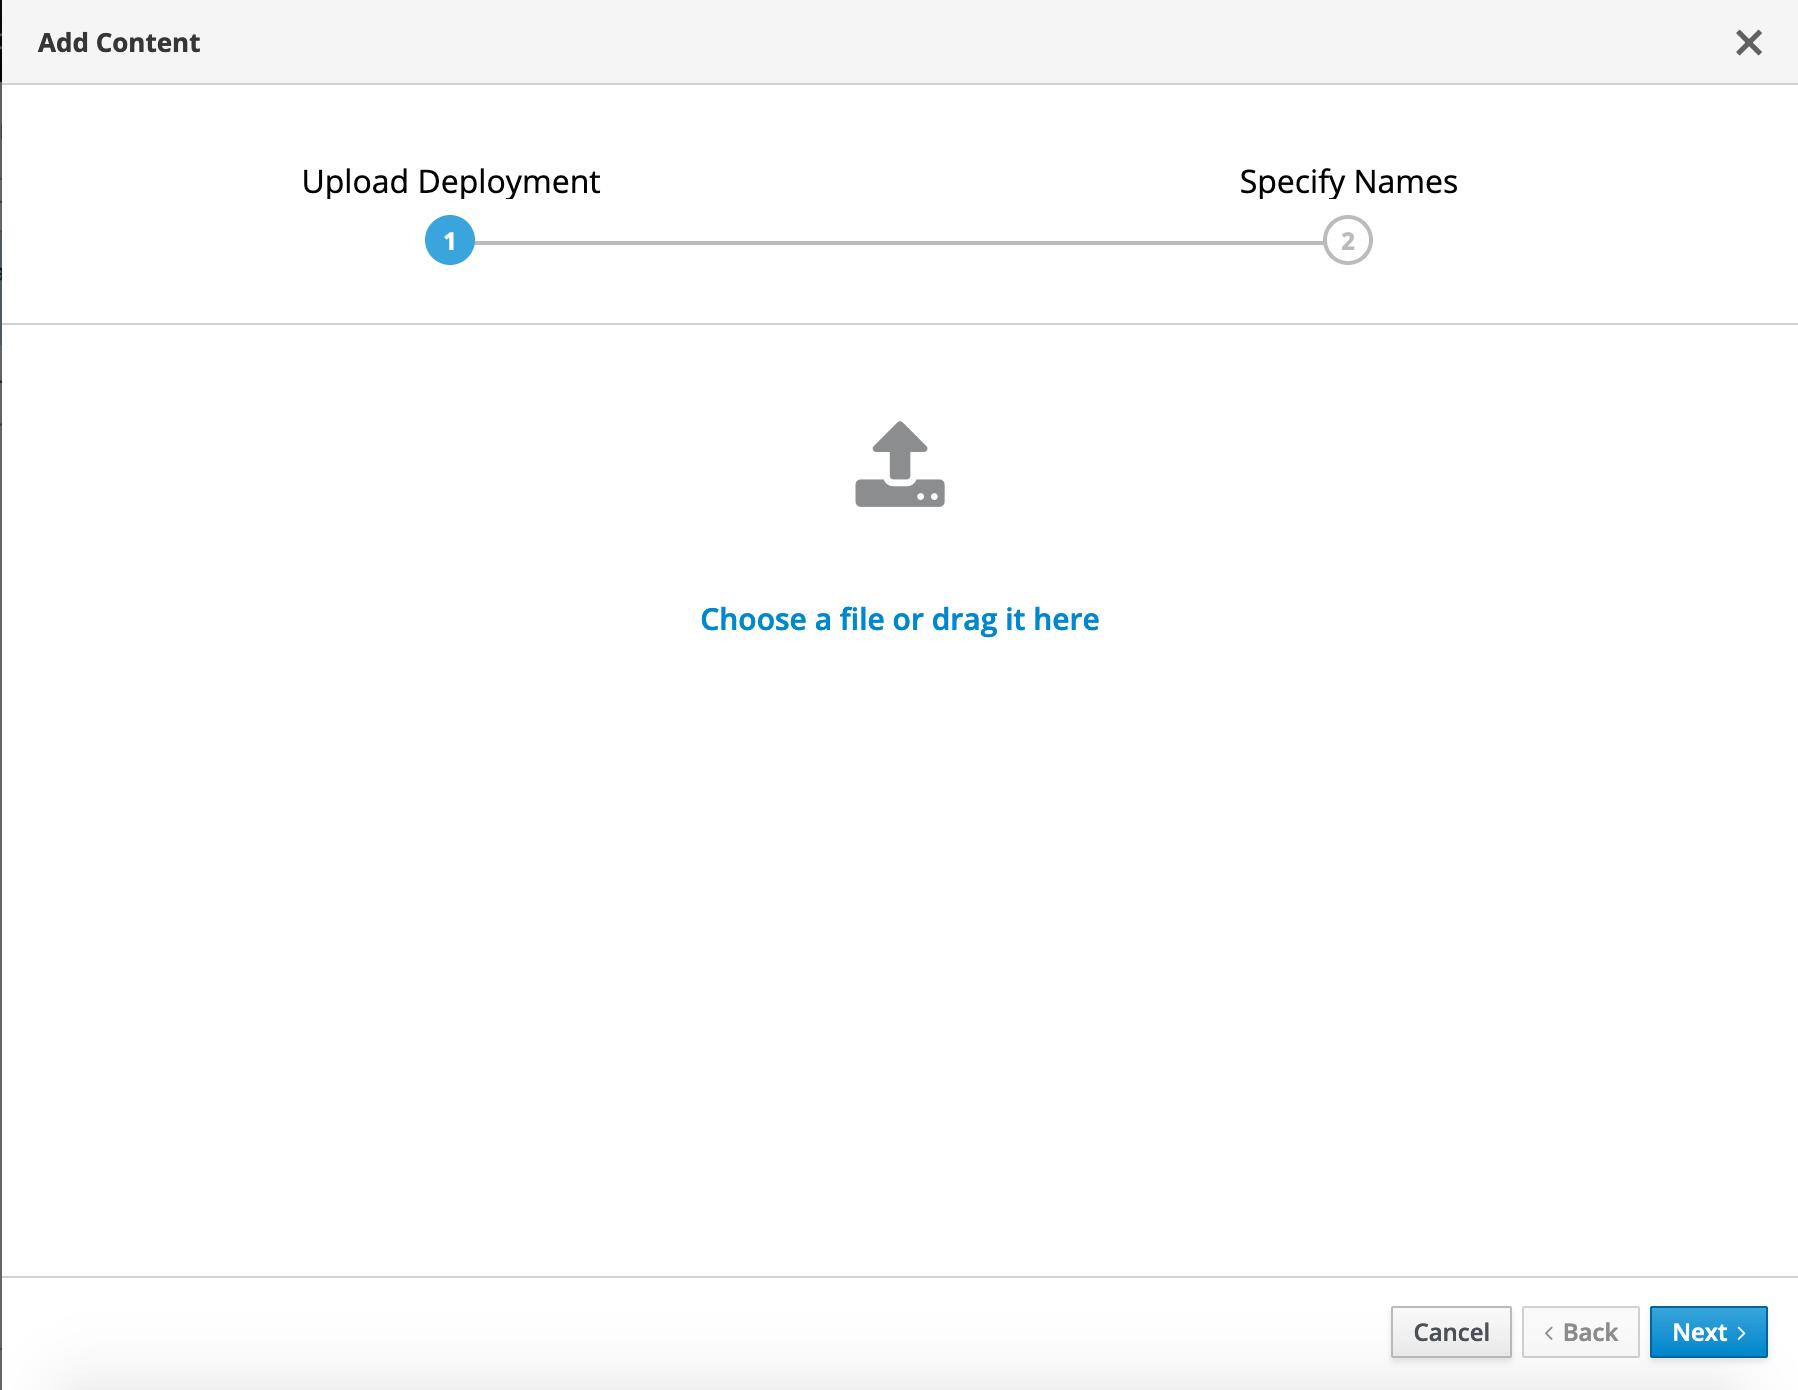 Add Content
Upload Deployment
Specify Names
1
2
Choose a file or drag it here
Cancel
Back
Next